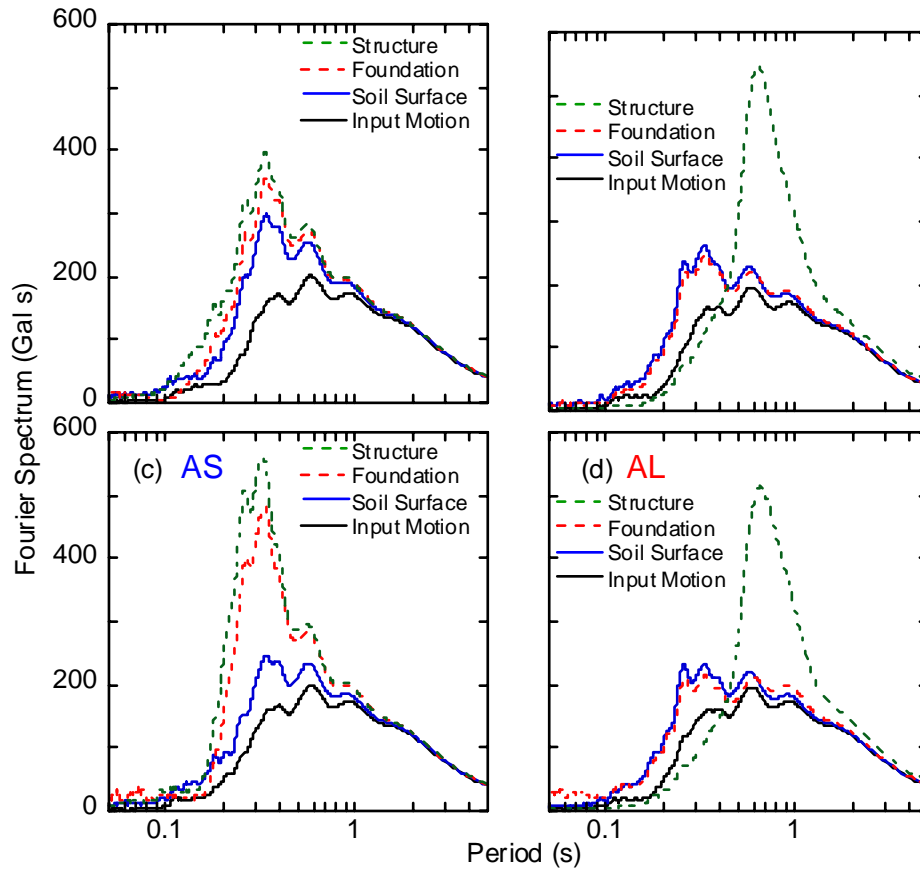 600
400
200
0
Structure
Foundation
Soil Surface
Input Motion
Structure
Foundation
Soil Surface
Input Motion
Fourier Spectrum (Gal s)
600
400
200
0
(c) AS
Structure
Foundation
Soil Surface
Input Motion
(d) AL
Structure
Foundation
Soil Surface
Input Motion
0.1
1
0.1
1
Period (s)